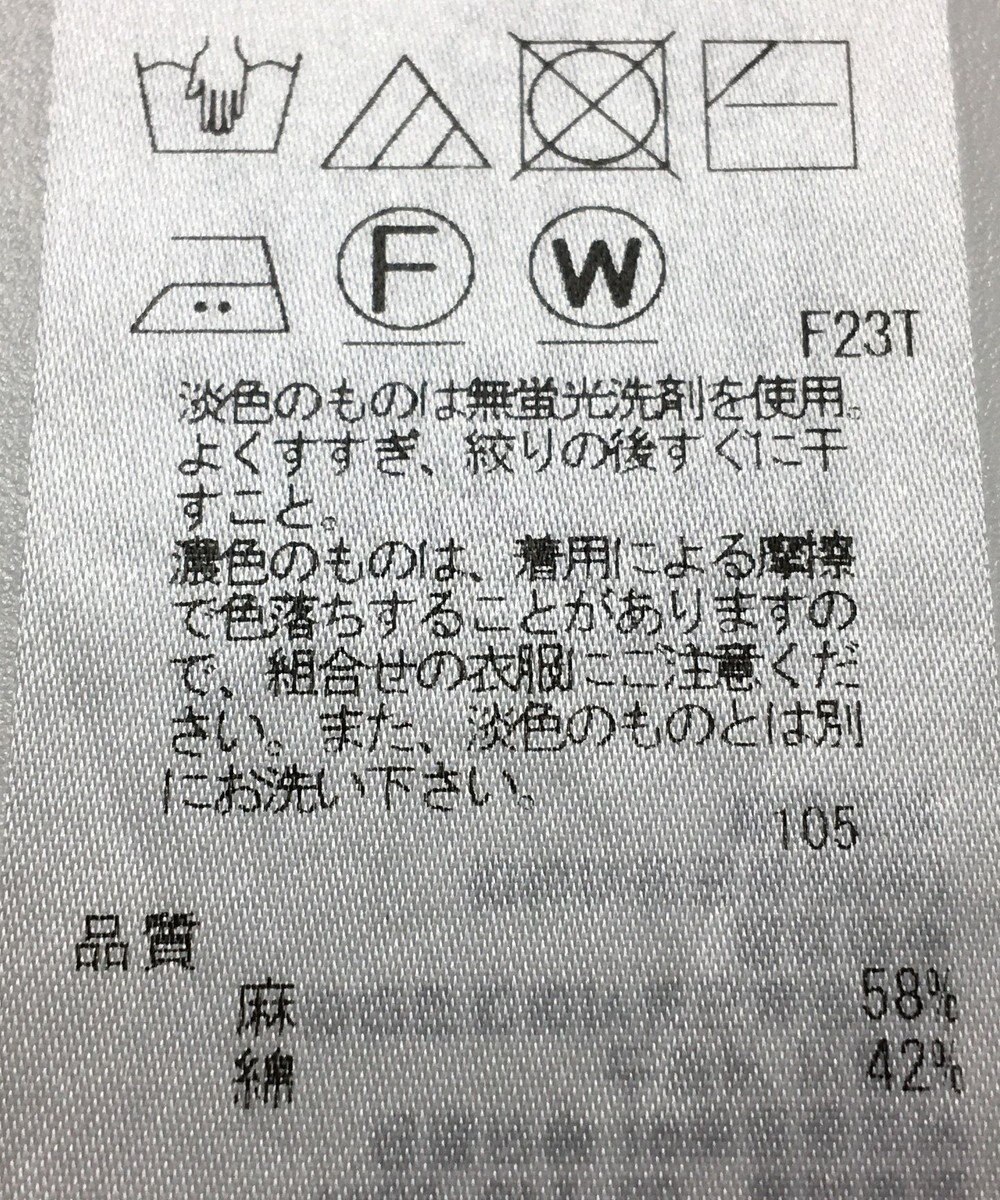 F W
F23T
淡色のものは無蛍光洗剤を使用。
よくすすぎ、絞りの後すぐに干
すこと。
濃色のものは、着用による摩擦
で色落ちすることがありますの
で、組合せの衣服にご注意くだ
さい。また、淡色のものとは別
にお洗い下さい。
105
品質
麻 58%
綿 42%